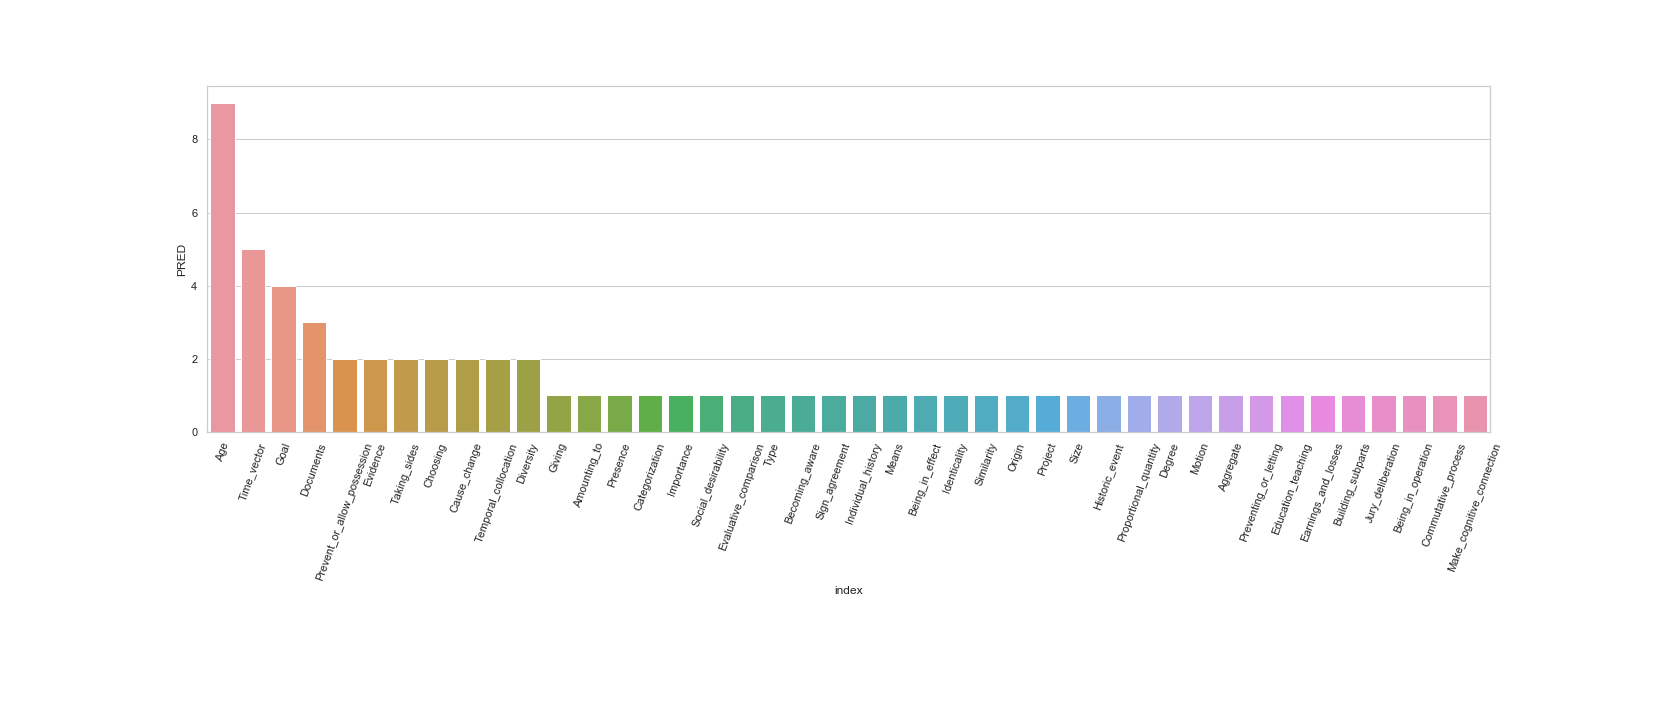 8
6
4
2
0
PRED
Age
Time_vector
Goal
Documents
Prevent_or_allow_possession
Evidence
Taking_sides
Choosing
Cause_change
Temporal_collocation
Diversity
Giving
Amounting_to
Presence
Categorization
Importance
Social_desirability
Evaluative_comparison
Type
Becoming_aware
Sign_agreement
Individual_history
Means
Being_in_effect
Identicality
Similarity
Origin
Project
Size
Historic_event
Proportional_quantity
Degree
Motion
Aggregate
Preventing_or_letting
Education_teaching
Earnings_and_losses
Building_subparts
Jury_deliberation
Being_in_operation
Commutative_process
Make_cognitive_connection
index